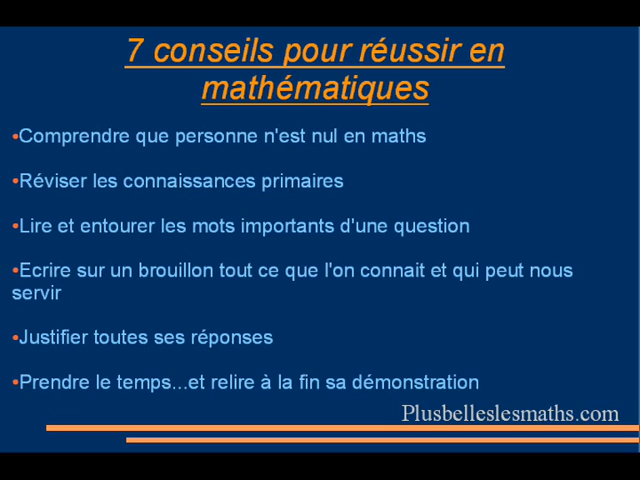 7 conseils pour réussir en
mathématiques
•Comprendre que personne n'est nul en maths
•Réviser les connaissances primaires
•Lire et entourer les mots importants d'une question
•Ecrire sur un brouillon tout ce que l'on connait et qui peut nous
servir
•Justifier toutes ses réponses
•Prendre le temps...et relire à la fin sa démonstration
Plusbelleslesmaths.com